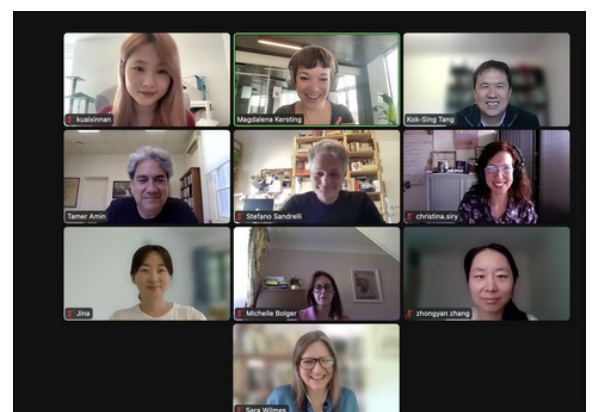 kuaixinnan
Magdalena Kersting
Kok-Sing Tang
Tamer Amin
Stefano Sandrelli
christina.siry
Jina
Michelle Bolger
zhongyan zhang
Sara Wilmes